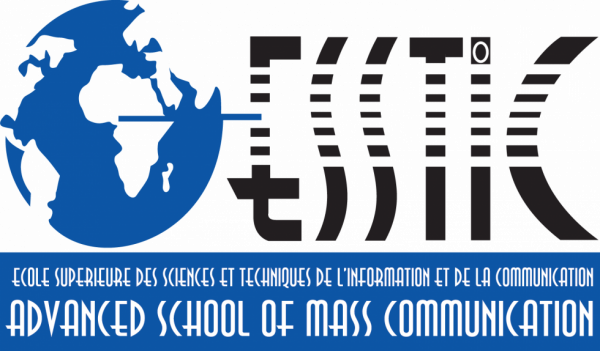 ESSTIC
ECOLE SUPERIEURE DES SCIENCES ET TECHNIQUES DE L'INFORMATION ET DE LA COMMUNICATION
ADVANCED SCHOOL OF MASS COMMUNICATION